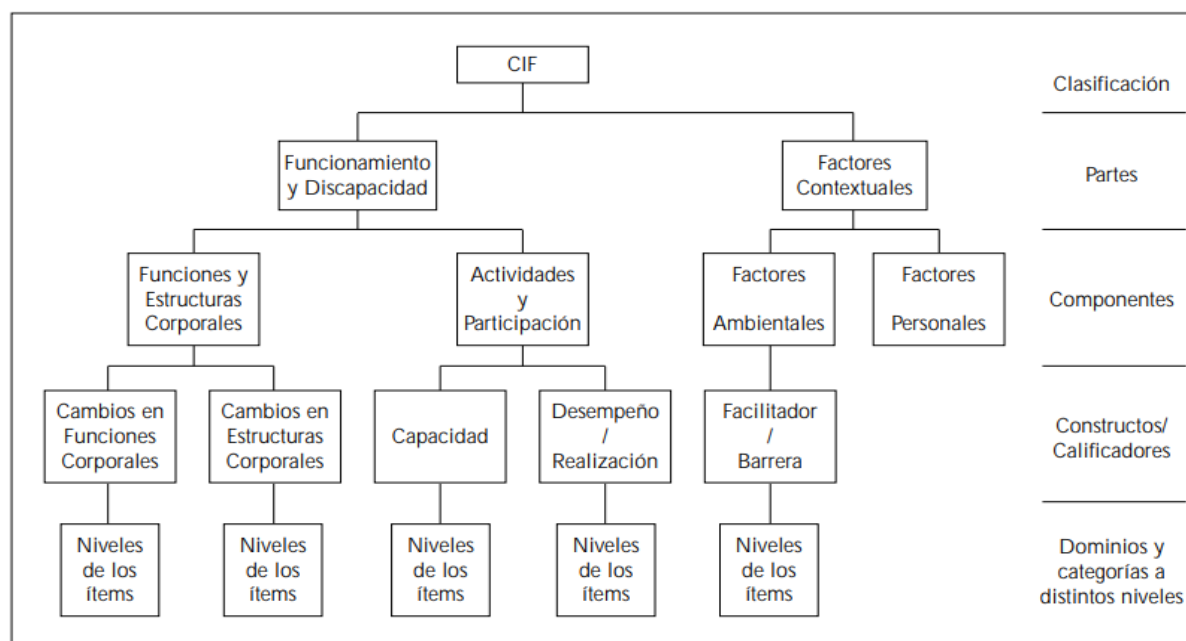 CIF
Clasificación
Funcionamiento
y Discapacidad
Factores
Contextuales
Partes
Funciones y
Estructuras
Corporales
Actividades
y
Participación
Factores
Ambientales
Factores
Personales
Componentes
Cambios en
Funciones
Corporales
Cambios en
Estructuras
Corporales
Capacidad
Desempeño
/
Realización
Facilitador
/
Barrera
Constructos/
Calificadores
Niveles
de los
ítems
Niveles
de los
ítems
Niveles
de los
ítems
Niveles
de los
ítems
Niveles
de los
ítems
Dominios y
categorías a
distintos niveles